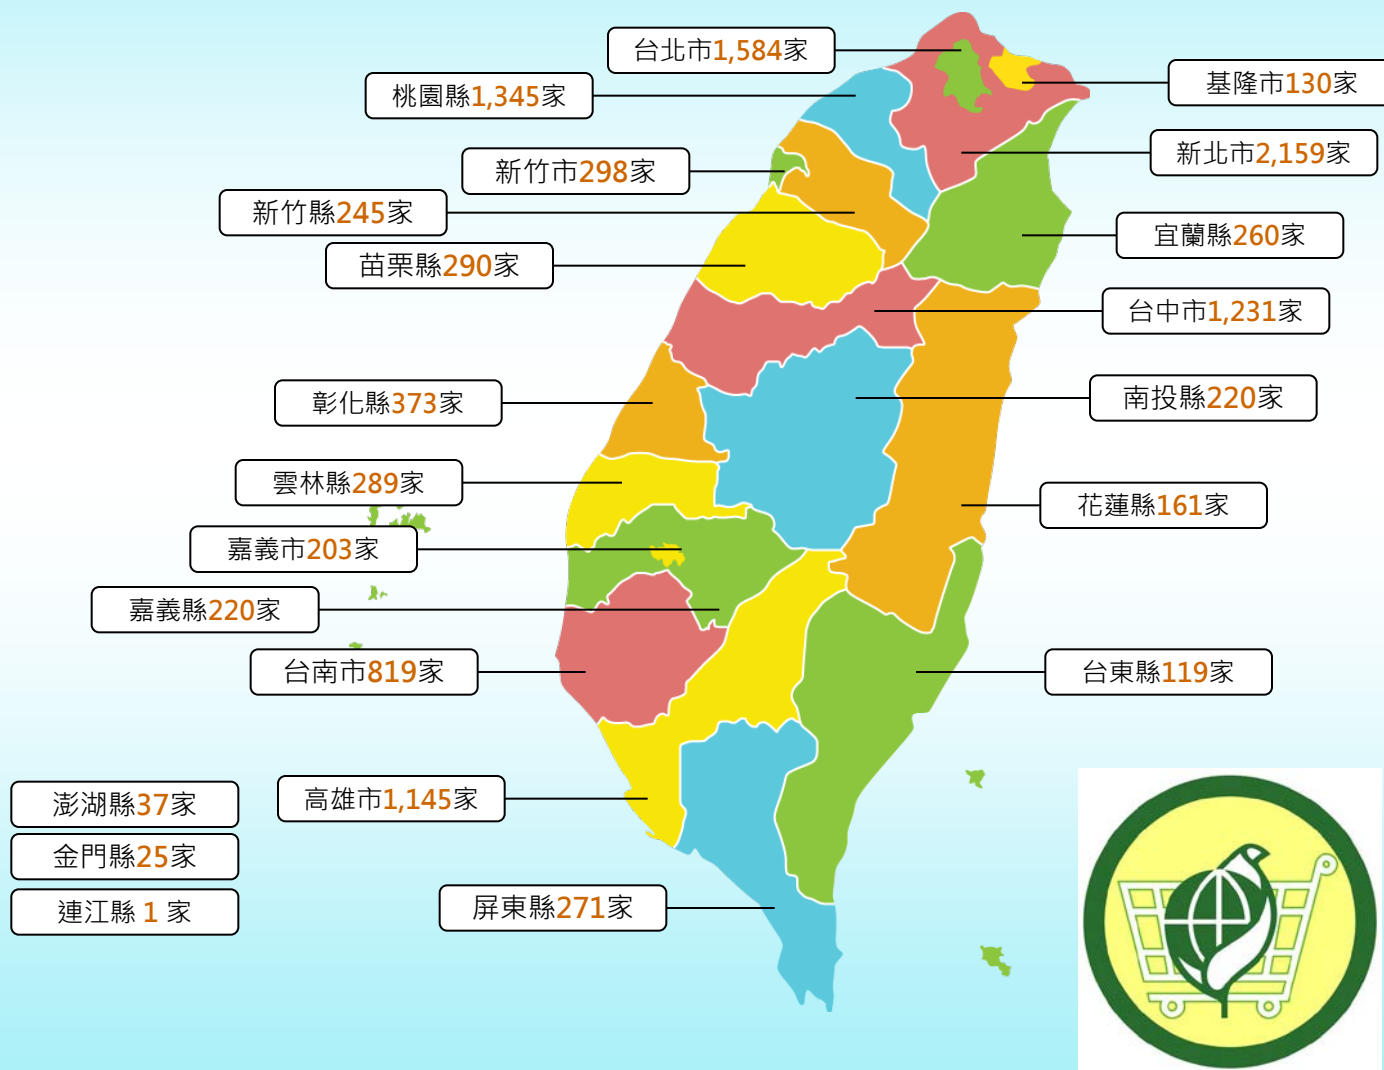 台北市1,584家
桃園縣1,345家
基隆市130家
新竹市298家
新北市2,159家
新竹縣245家
宜蘭縣260家
苗栗縣290家
台中市1,231家
彰化縣373家
南投縣220家
雲林縣289家
花蓮縣161家
嘉義市203家
嘉義縣220家
台南市819家
台東縣119家
澎湖縣37家
高雄市1,145家
金門縣25家
連江縣 1 家
屏東縣271家